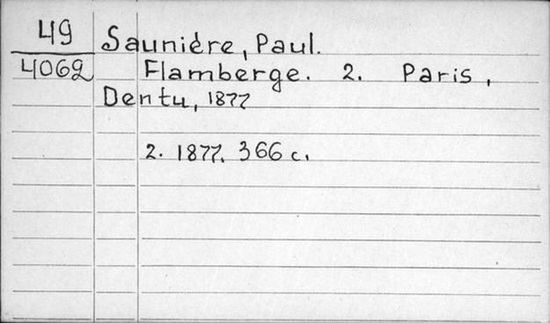 49
4062
Saunière, Paul.
Flamberge. 2. Paris,
Dentu, 1877
2. 1877. 366 c.